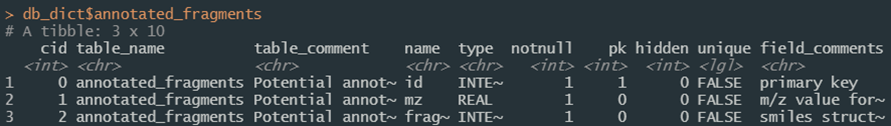 > db_dict$annotated_fragments
# A tibble: 3 x 10
cid table_name table_comment name type notnull pk hidden unique field_comments
<int> <chr> <chr> <chr> <chr> <int> <int> <int> <lgl> <chr>
1 0 annotated_fragments Potential annot~ id INTE~ 1 1 0 FALSE primary key
2 1 annotated_fragments Potential annot~ mz REAL 1 0 0 FALSE m/z value for~
3 2 annotated_fragments Potential annot~ frag~ INTE~ 1 0 0 FALSE smiles struct~